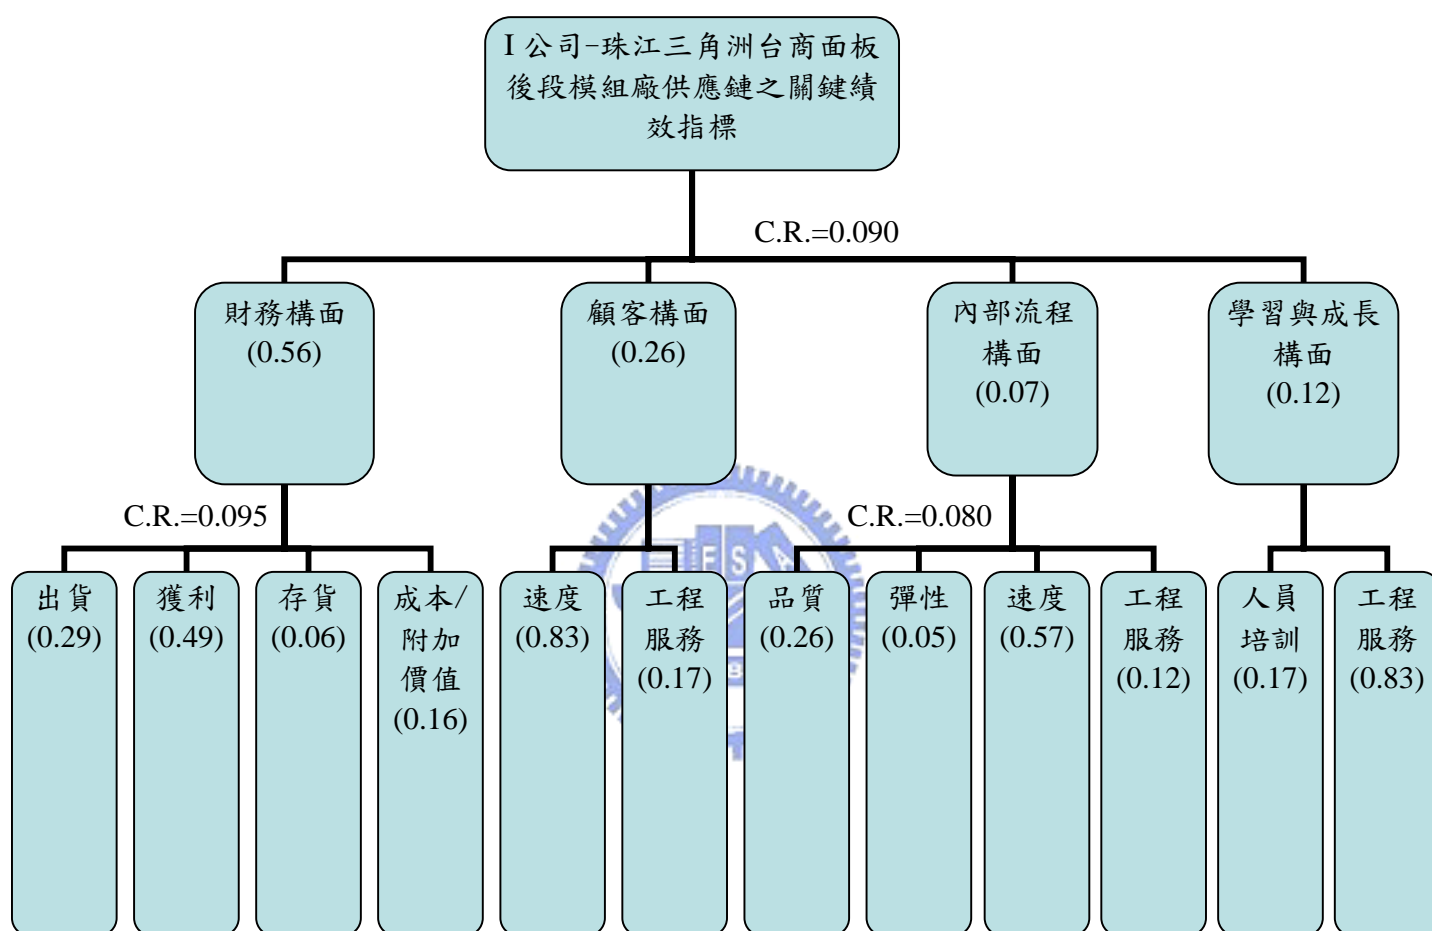 I 公司-珠江三角洲台商面板
後段模組廠供應鏈之關鍵績
效指標
C.R.=0.090
財務構面
(0.56)
顧客構面
(0.26)
內部流程
構面
(0.07)
學習與成長
構面
(0.12)
C.R.=0.095
C.R.=0.080
出貨
(0.29)
獲利
(0.49)
存貨
(0.06)
成本/
附加
價值
(0.16)
速度
(0.83)
工程
服務
(0.17)
品質
(0.26)
彈性
(0.05)
速度
(0.57)
工程
服務
(0.12)
人員
培訓
(0.17)
工程
服務
(0.83)